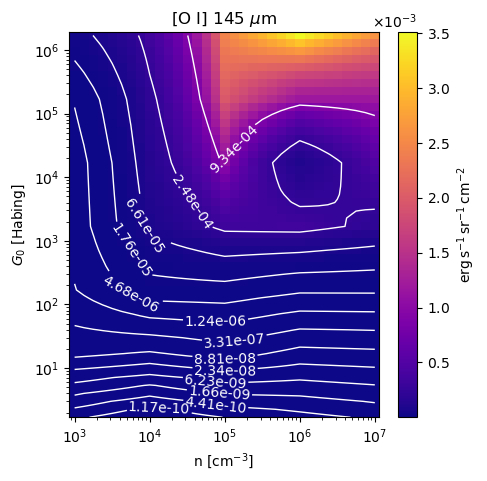 [O I] 145 μm
×10⁻³
10⁶
10⁵
10⁴
10³
10²
10¹
G₀ [Habing]
9.34e-04
2.48e-04
6.61e-05
1.76e-05
4.68e-06
1.24e-06
3.31e-07
8.81e-08
2.34e-08
6.23e-09
1.66e-09
4.41e-10
1.17e-10
10³ 10⁴ 10⁵ 10⁶ 10⁷
n [cm⁻³]
3.5
3.0
2.5
2.0
1.5
1.0
0.5
erg s⁻¹ sr⁻¹ cm⁻²